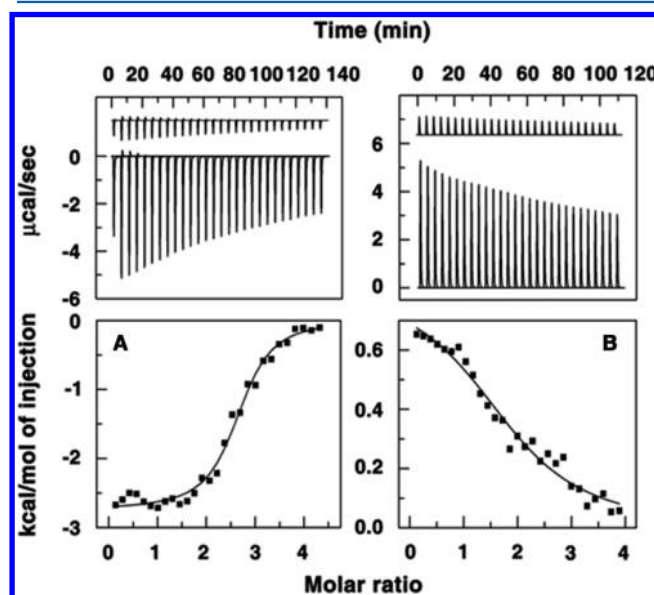 Time (min)
0 20 40 60 80 100 120 140
0 20 40 60 80 100 120
μcal/sec
0
-2
-4
-6
6
4
2
0
kcal/mol of injection
A
B
0
-1
-2
-3
0.6
0.4
0.2
0.0
0 1 2 3 4
0 1 2 3 4
Molar ratio